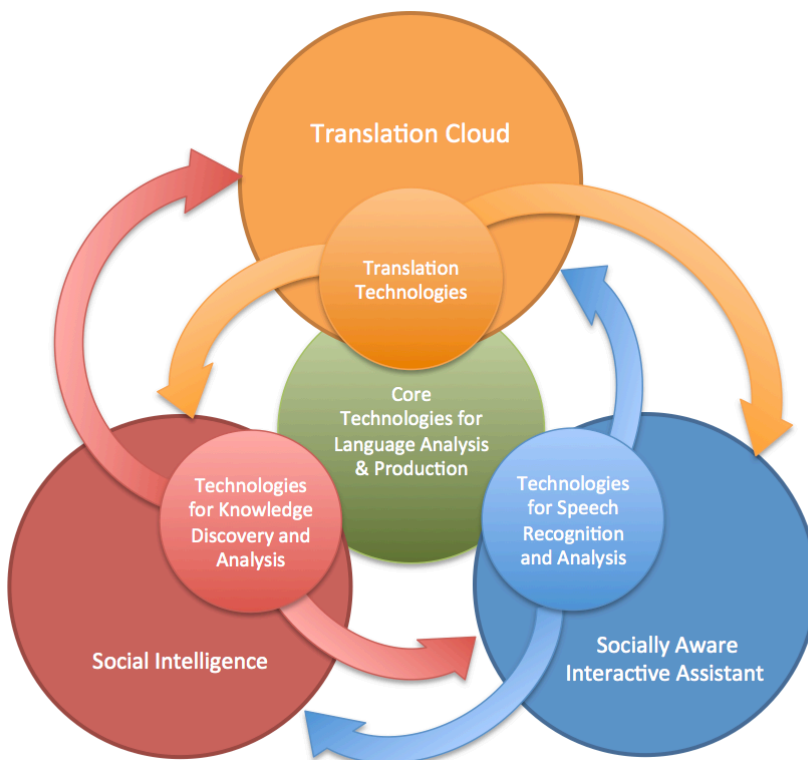 Translation Cloud
Translation
Technologies
Core
Technologies for
Language Analysis
& Production
Technologies
for Knowledge
Discovery and
Analysis
Technologies
for Speech
Recognition
and Analysis
Social Intelligence
Socially Aware
Interactive Assistant